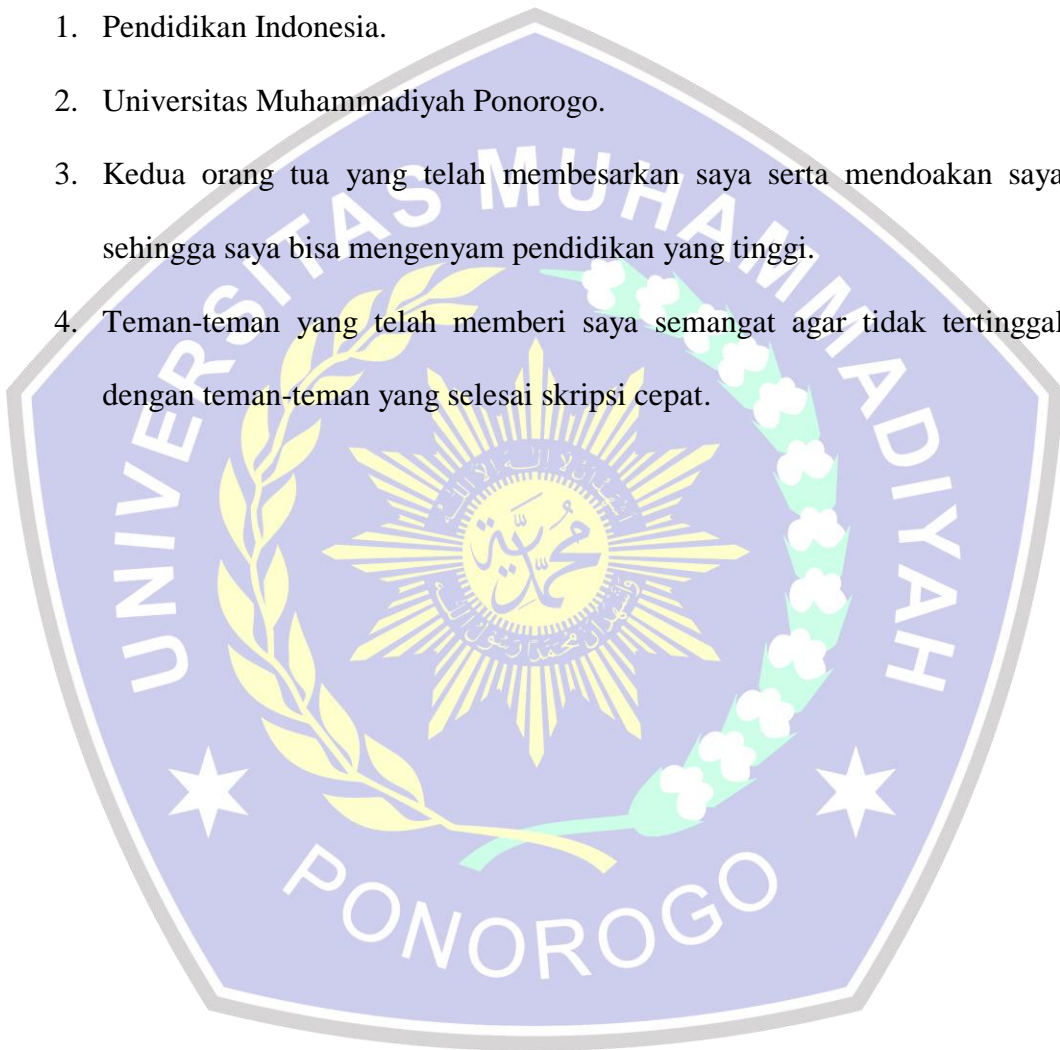 1. Pendidikan Indonesia.
2. Universitas Muhammadiyah Ponorogo.
3. Kedua orang tua yang telah membesarkan saya serta mendoakan saya
sehingga saya bisa mengenyam pendidikan yang tinggi.
4. Teman-teman yang telah memberi saya semangat agar tidak tertinggal
dengan teman-teman yang selesai skripsi cepat.
UNIVERSITAS MUHAMMADIYAH
محمدية
PONOROGO